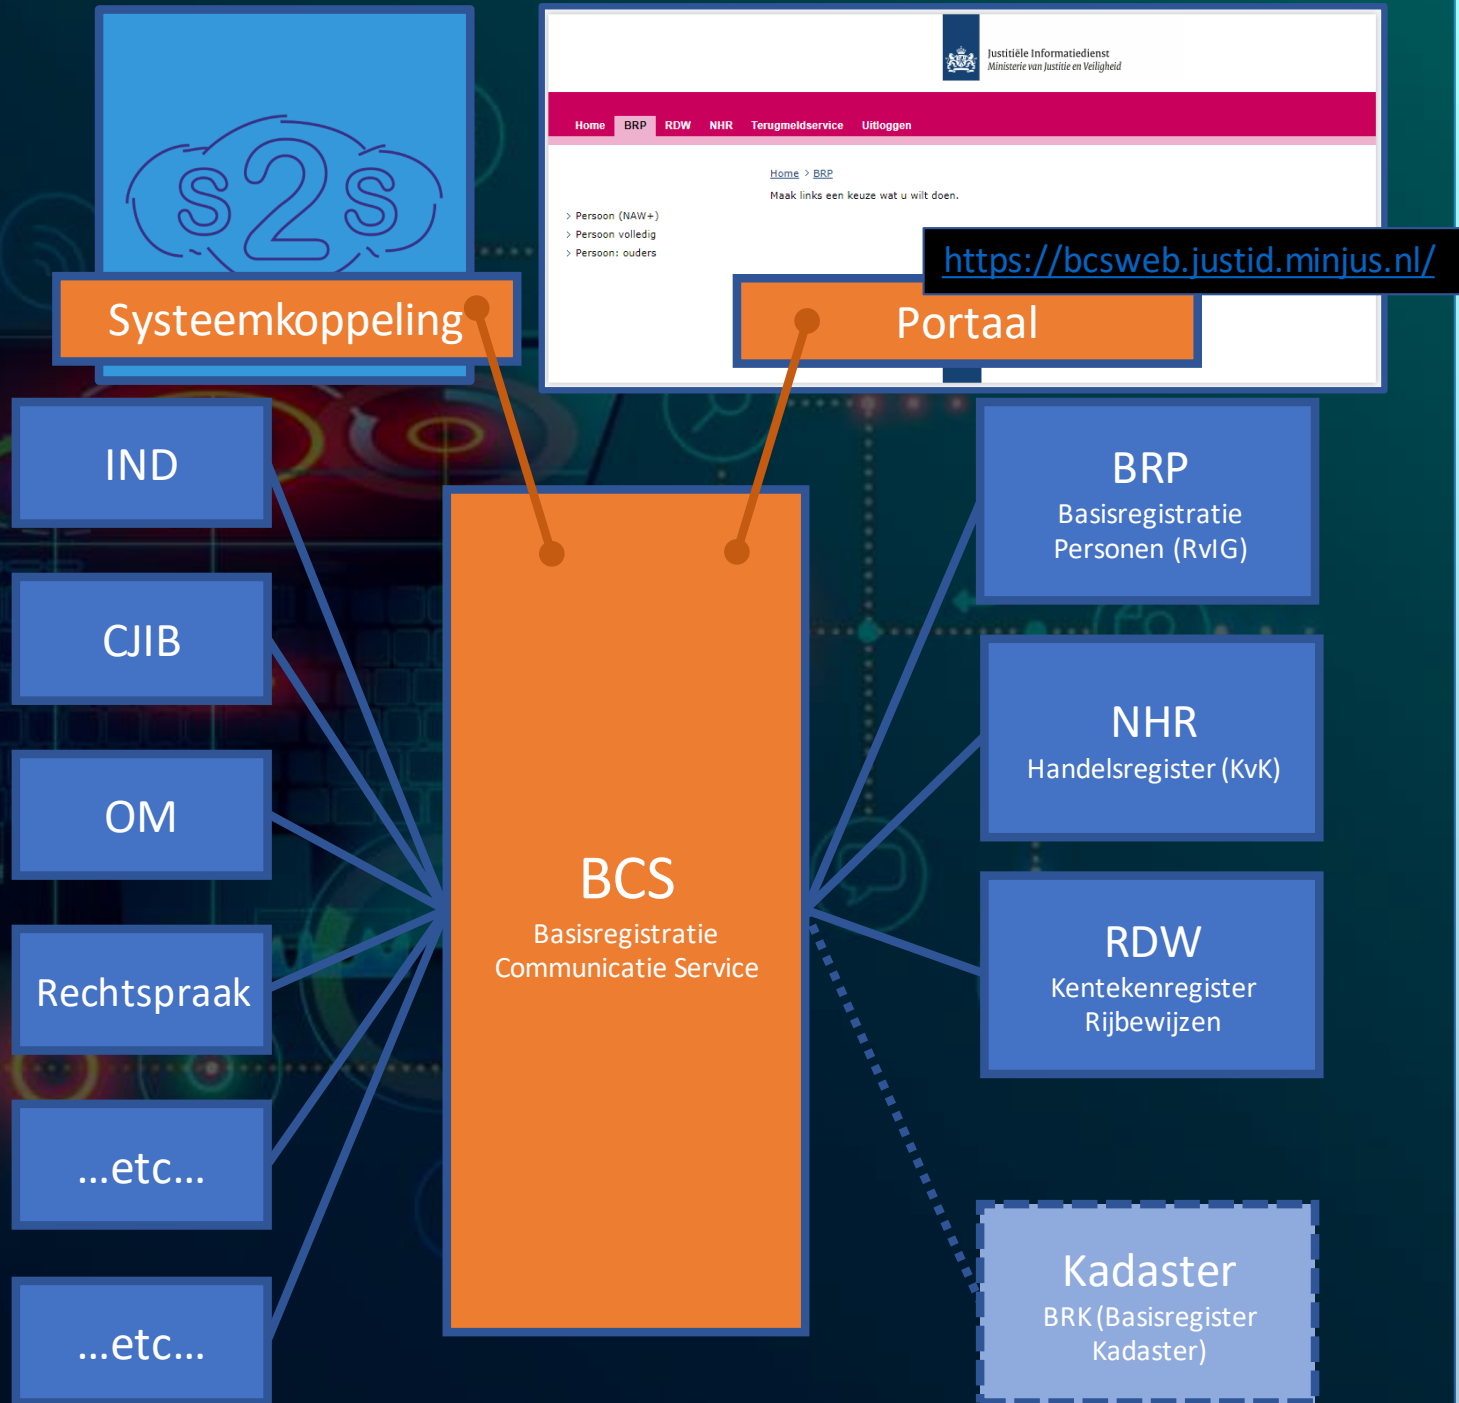 s2s
Systeemkoppeling
Justitiële Informatiedienst
Ministerie van Justitie en Veiligheid
Home BRP RDW NHR Terugmeldservice Uitloggen
Home > BRP
Maak links een keuze wat u wilt doen.
> Persoon (NAW+)
> Persoon volledig
> Persoon: ouders
https://bcsweb.justid.minjus.nl/
Portaal
IND
CJIB
OM
Rechtspraak
...etc...
...etc...
BCS
Basisregistratie
Communicatie Service
BRP
Basisregistratie
Personen (RvIG)
NHR
Handelsregister (KvK)
RDW
Kentekenregister
Rijbewijzen
Kadaster
BRK (Basisregister
Kadaster)